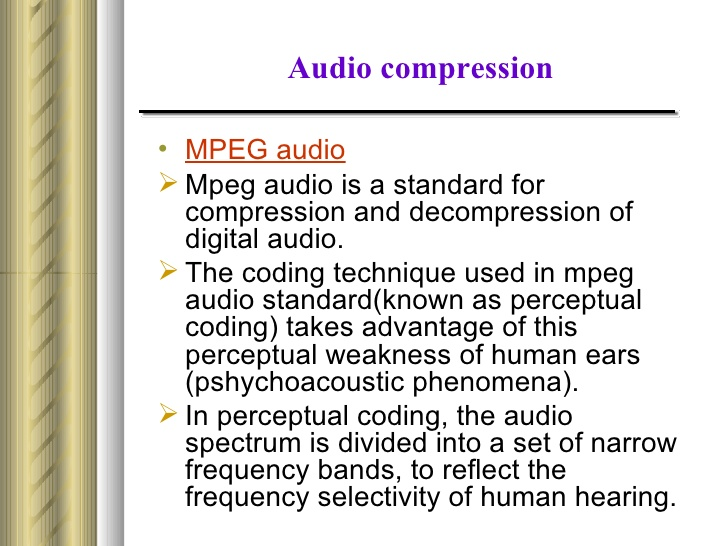 Audio compression
• MPEG audio
➢ Mpeg audio is a standard for
compression and decompression of
digital audio.
➢ The coding technique used in mpeg
audio standard(known as perceptual
coding) takes advantage of this
perceptual weakness of human ears
(pshychoacoustic phenomena).
➢ In perceptual coding, the audio
spectrum is divided into a set of narrow
frequency bands, to reflect the
frequency selectivity of human hearing.